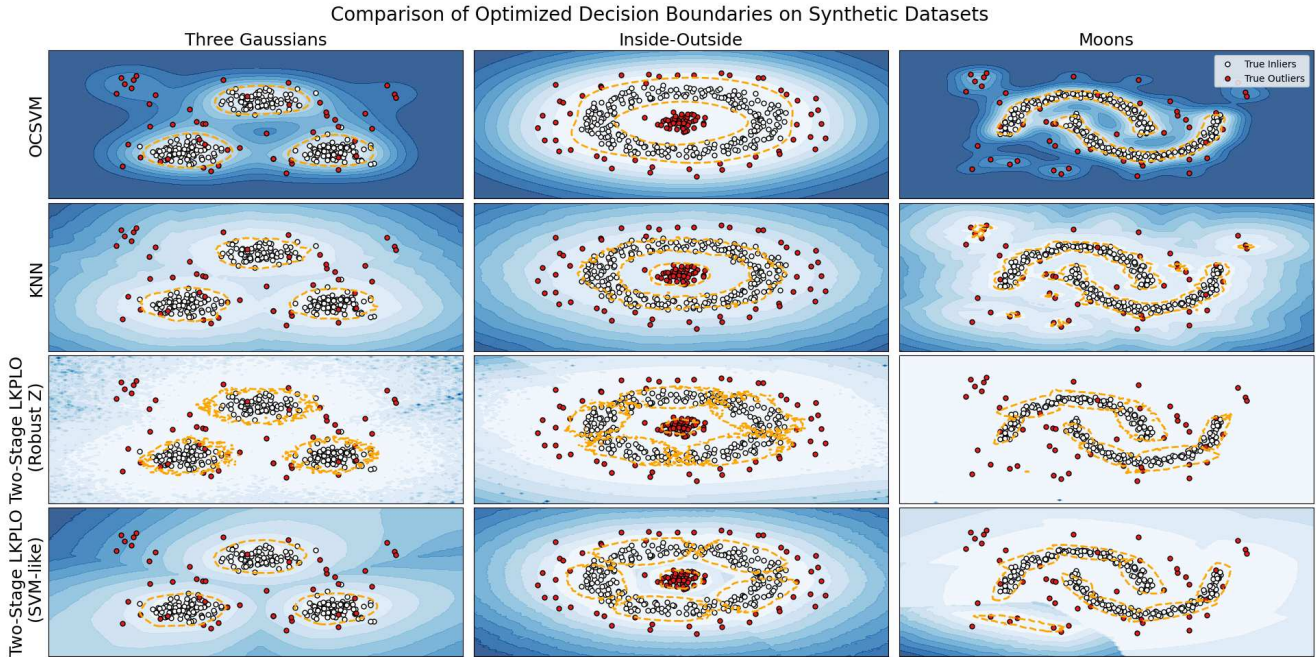 Comparison of Optimized Decision Boundaries on Synthetic Datasets
Three Gaussians
Inside-Outside
Moons
True Inliers
True Outliers
OCSVM
KNN
Two-Stage LKPLO
(Robust Z)
Two-Stage LKPLO
(SVM-like)